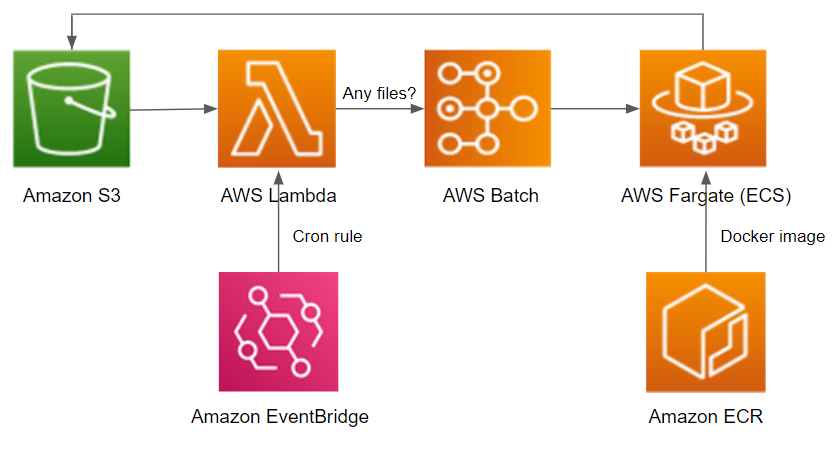 Any files?
Amazon S3
AWS Lambda
AWS Batch
AWS Fargate (ECS)
Cron rule
Docker image
Amazon EventBridge
Amazon ECR